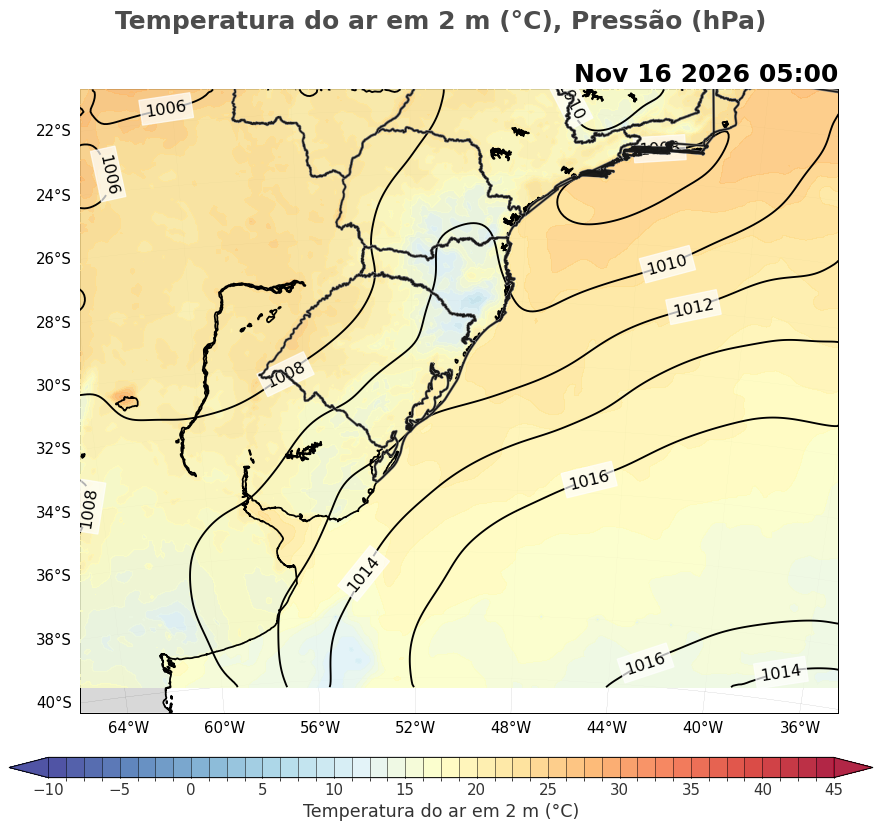 Temperatura do ar em 2 m (°C), Pressão (hPa)
Nov 16 2026 05:00
1006
1006
1010
1008
1010
1012
1008
1016
1008
1014
1016
1014
22°S
24°S
26°S
28°S
30°S
32°S
34°S
36°S
38°S
40°S
64°W 60°W 56°W 52°W 48°W 44°W 40°W 36°W
−10 −5 0 5 10 15 20 25 30 35 40 45
Temperatura do ar em 2 m (°C)